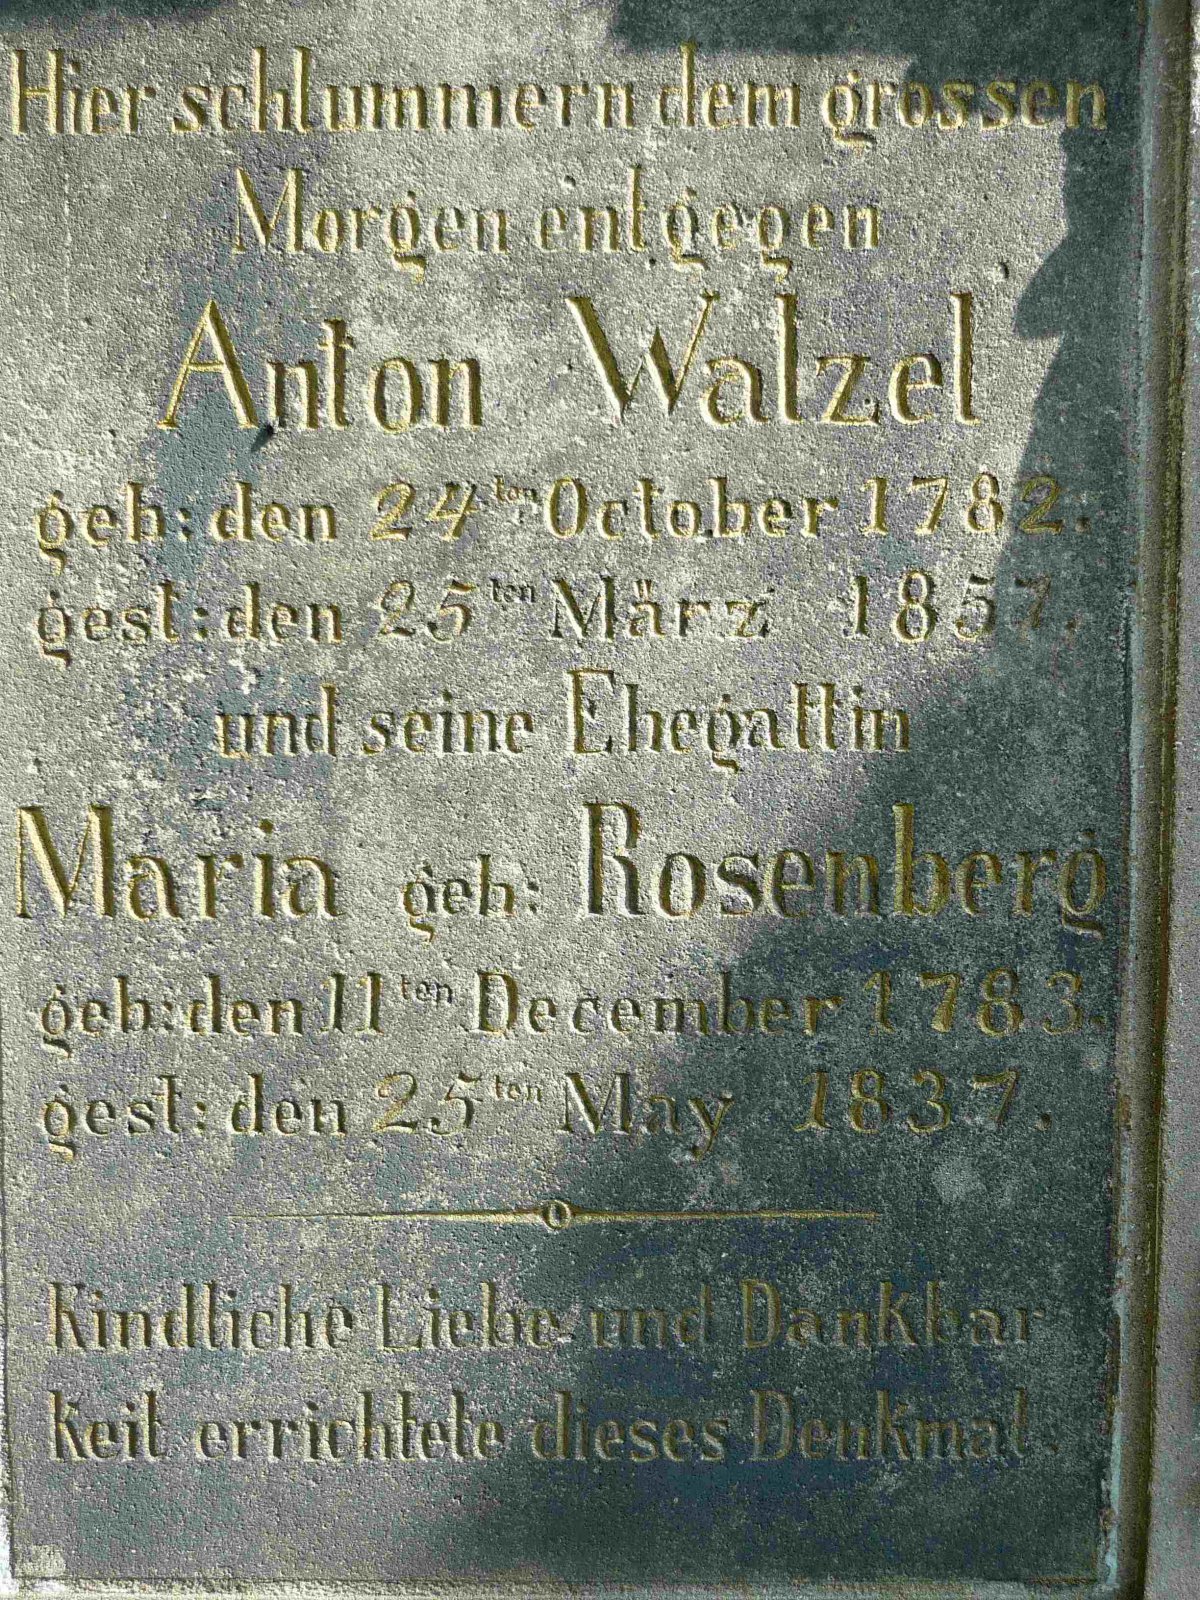 Hier schlummern dem grossen
Morgen entgegen
Anton Walzel
geb: den 24ten October 1782.
gest: den 25ten März 1857.
und seine Ehegattin
Maria geb: Rosenberg
geb: den 11ten December 1783.
gest: den 25ten May 1837.
Kindliche Liebe und Dankbar
keit errichtete dieses Denkmal.